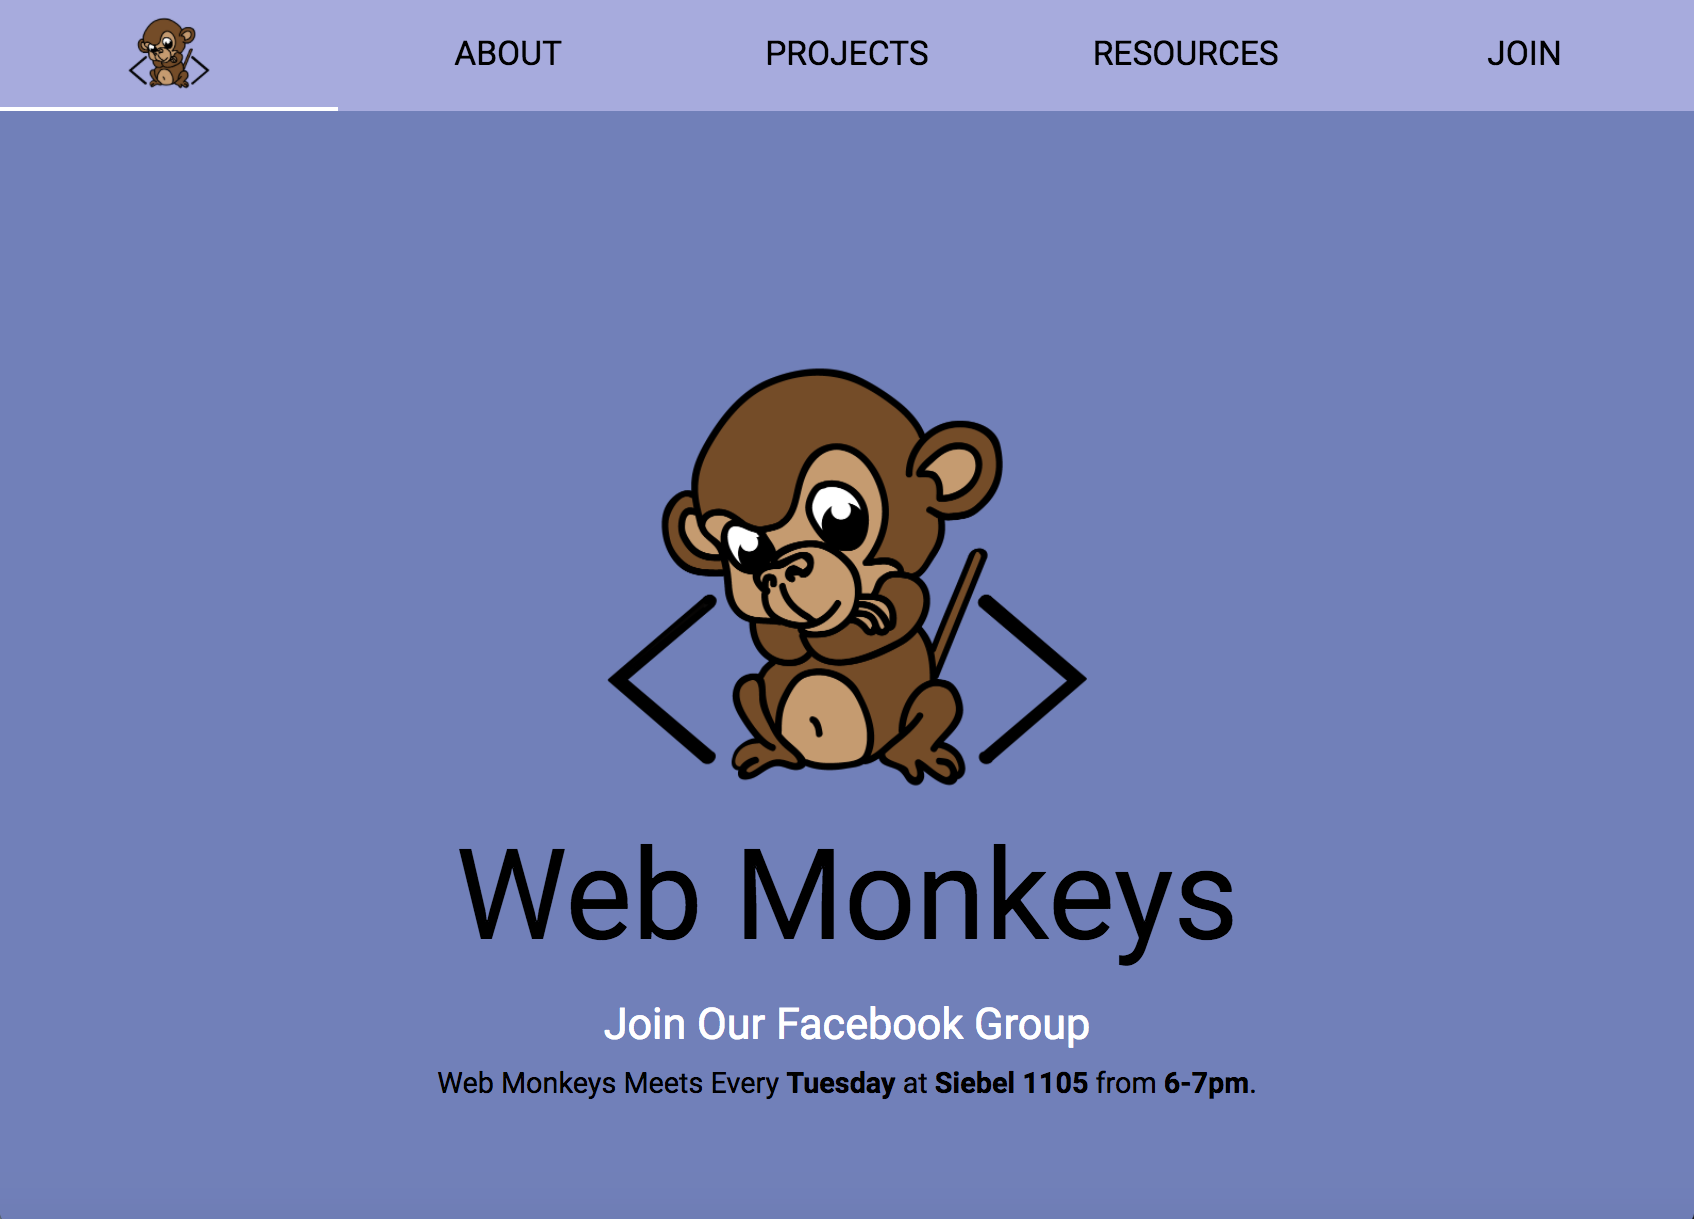 ABOUT PROJECTS RESOURCES JOIN
Web Monkeys
Join Our Facebook Group
Web Monkeys Meets Every Tuesday at Siebel 1105 from 6-7pm.